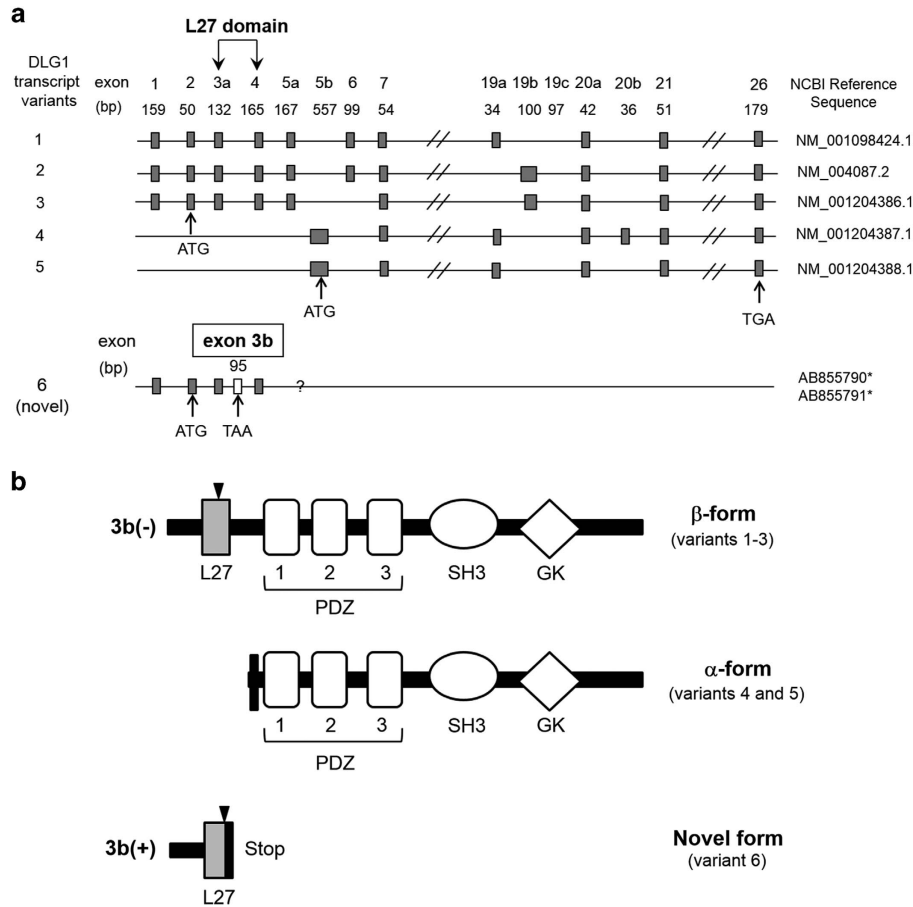 a
L27 domain
DLG1 transcript variants
exon 1 2 3a 4 5a 5b 6 7 19a 19b 19c 20a 20b 21 26 NCBI Reference Sequence
(bp) 159 50 132 165 167 557 99 54 34 100 97 42 36 51 179
1 NM_001098424.1
2 NM_004087.2
3 NM_001204386.1
ATG
4 NM_001204387.1
5 NM_001204388.1
ATG
TGA
exon
exon 3b
(bp)
95
6 (novel) ? AB855790*
AB855791*
ATG TAA
b
3b(-) β-form
(variants 1-3)
L27 1 2 3 SH3 GK
PDZ
α-form
(variants 4 and 5)
1 2 3 SH3 GK
PDZ
3b(+) Stop Novel form
(variant 6)
L27